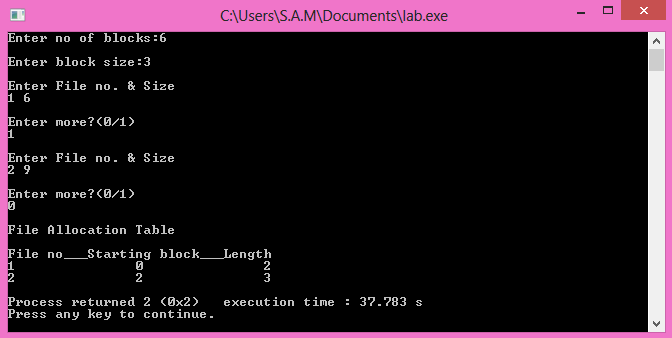 C:\Users\S.A.M\Documents\lab.exe
Enter no of blocks:6
Enter block size:3
Enter File no. & Size
1 6
Enter more?(0/1)
1
Enter File no. & Size
2 9
Enter more?(0/1)
0
File Allocation Table
File no___Starting block___Length
1 0 2
2 2 3
Process returned 2 (0x2) execution time : 37.783 s
Press any key to continue.